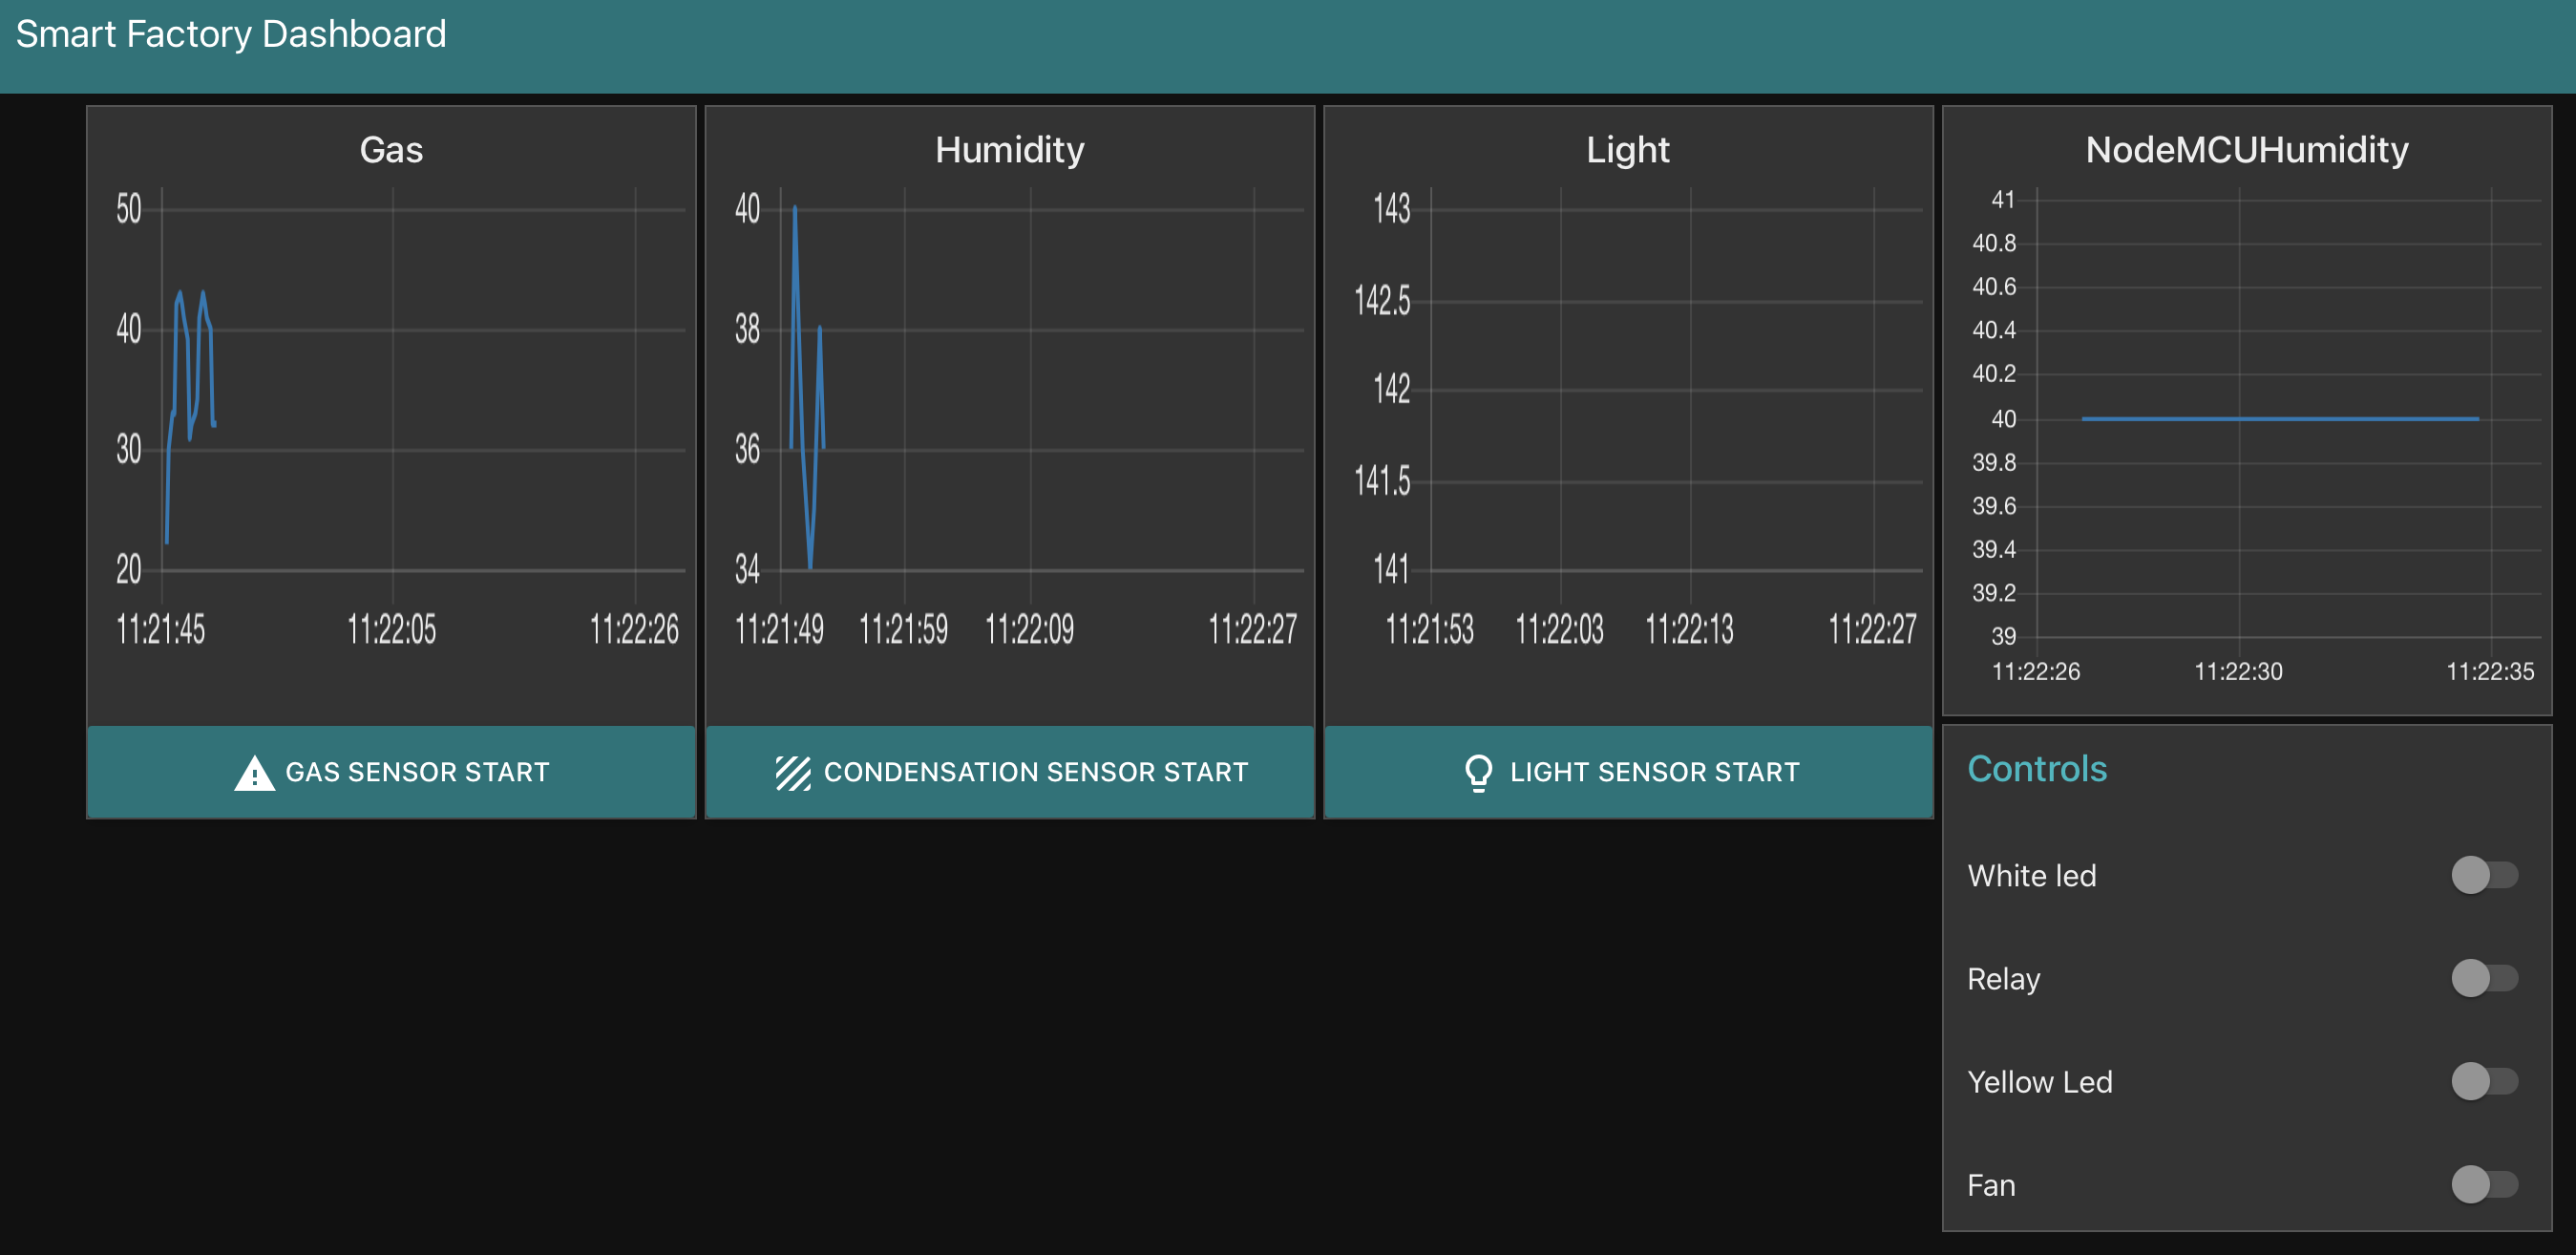 Smart Factory Dashboard
Gas
50
40
30
20
11:21:45 11:22:05 11:22:26
GAS SENSOR START
Humidity
40
38
36
34
11:21:49 11:21:59 11:22:09 11:22:27
CONDENSATION SENSOR START
Light
143
142.5
142
141.5
141
11:21:53 11:22:03 11:22:13 11:22:27
LIGHT SENSOR START
NodeMCUHumidity
41
40.8
40.6
40.4
40.2
40
39.8
39.6
39.4
39.2
39
11:22:26 11:22:30 11:22:35
Controls
White led
Relay
Yellow Led
Fan